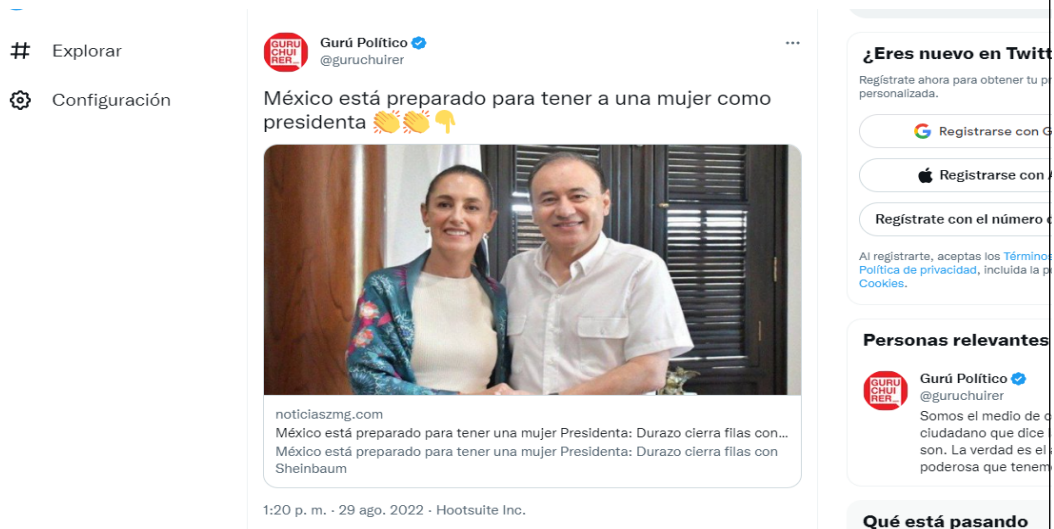 Explorar
Configuración
GURU
CHUI
RER_
Gurú Político
@guruchuirer
México está preparado para tener a una mujer como
presidenta 👏👏👇
noticiaszmg.com
México está preparado para tener una mujer Presidenta: Durazo cierra filas con...
México está preparado para tener una mujer Presidenta: Durazo cierra filas con
Sheinbaum
1:20 p. m. · 29 ago. 2022 · Hootsuite Inc.
¿Eres nuevo en Twitt
Regístrate ahora para obtener tu
personalizada.
Registrarse con G
Registrarse con
Regístrate con el número
Al registrarte, aceptas los Términos
Política de privacidad, incluida la
Cookies.
Personas relevantes
GURU
CHUI
RER_
Gurú Político
@guruchuirer
Somos el medio de
ciudadano que dice
son. La verdad es el
poderosa que tenem
Qué está pasando